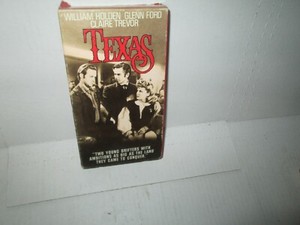 WILLIAM HOLDEN GLENN FORD
CLAIRE TREVOR
TEXAS
"TWO YOUNG DRIFTERS WITH
AMBITIONS AS BIG AS THE LAND
THEY CAME TO CONQUER."